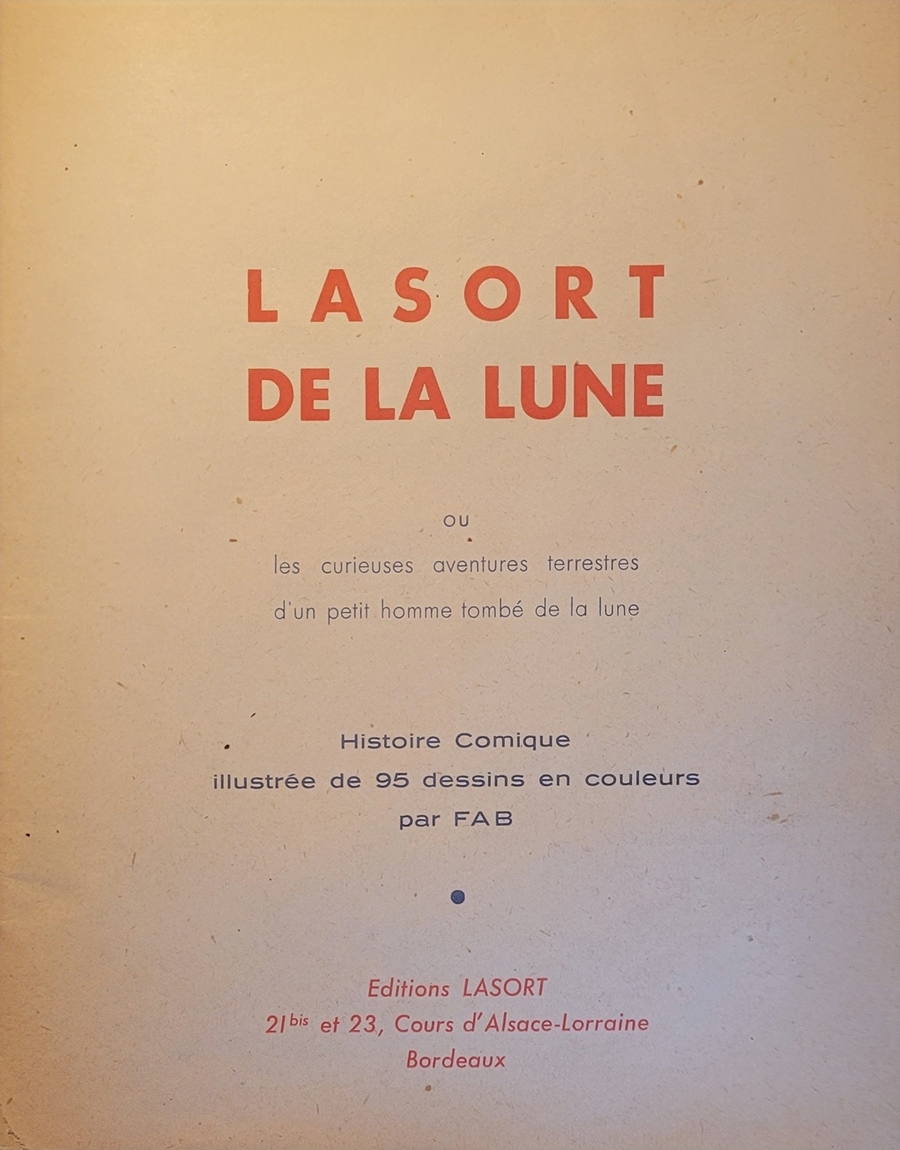 LASORT
DE LA LUNE
ou
les curieuses aventures terrestres
d'un petit homme tombé de la lune
Histoire Comique
illustrée de 95 dessins en couleurs
par FAB
Editions LASORT
21bis et 23, Cours d'Alsace-Lorraine
Bordeaux